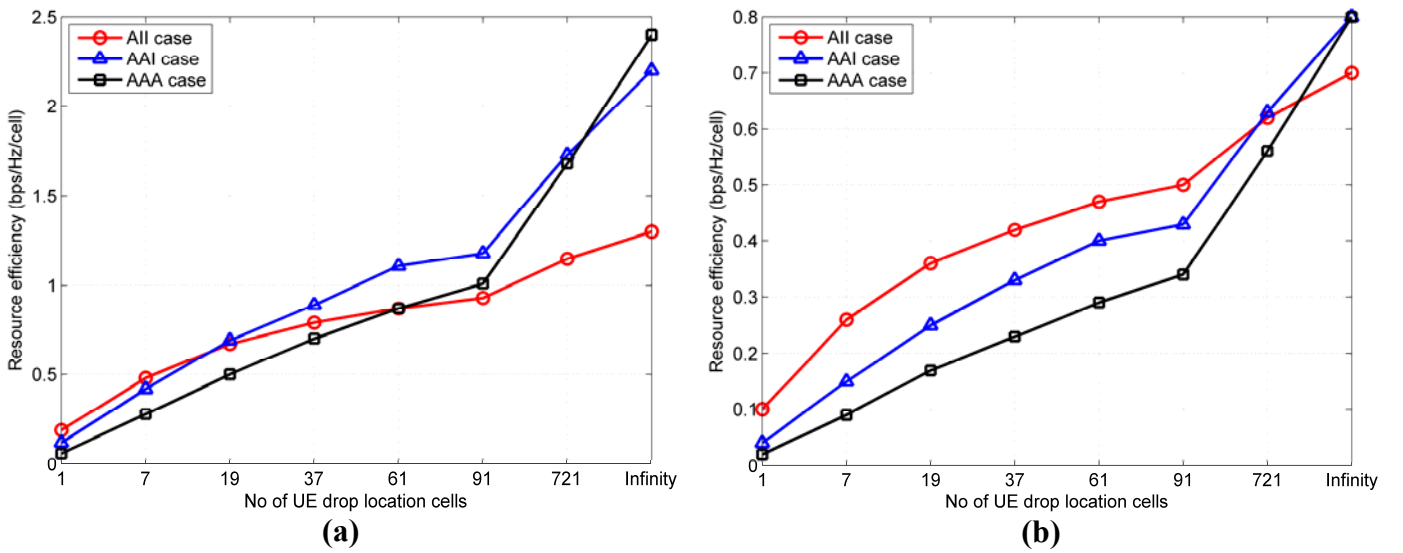 2.5
2
1.5
1
0.5
0
Resource efficiency (bps/Hz/cell)
AII case
AAI case
AAA case
1 7 19 37 61 91 721 Infinity
No of UE drop location cells
(a)
0.8
0.7
0.6
0.5
0.4
0.3
0.2
0.1
0
Resource efficiency (bps/Hz/cell)
AII case
AAI case
AAA case
1 7 19 37 61 91 721 Infinity
No of UE drop location cells
(b)